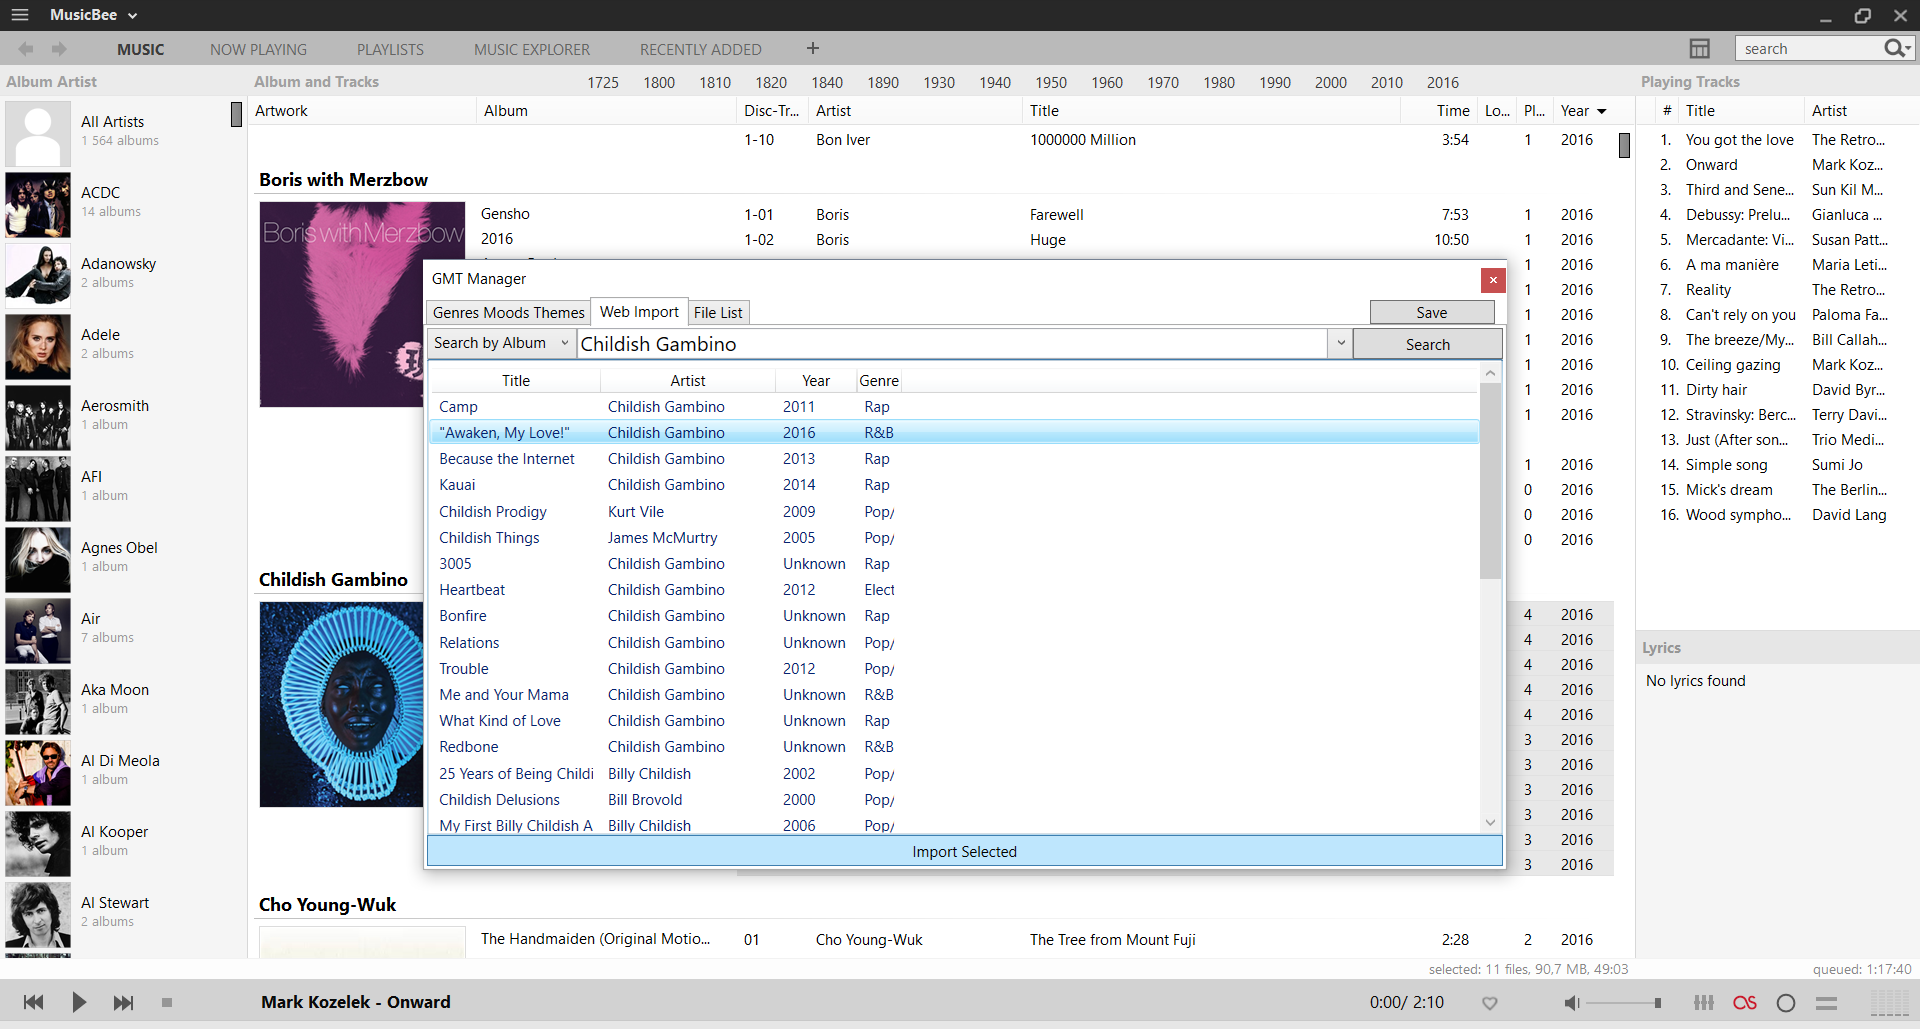 MusicBee
MUSIC NOW PLAYING PLAYLISTS MUSIC EXPLORER RECENTLY ADDED +
search
Album Artist
All Artists
1 564 albums
ACDC
14 albums
Adanowsky
2 albums
Adele
2 albums
Aerosmith
1 album
AFI
1 album
Agnes Obel
1 album
Air
7 albums
Aka Moon
1 album
Al Di Meola
1 album
Al Kooper
1 album
Al Stewart
2 albums
Album and Tracks 1725 1800 1810 1820 1840 1890 1930 1940 1950 1960 1970 1980 1990 2000 2010 2016
Artwork Album Disc-Tr... Artist Title Time Lo... Pl... Year
1-10 Bon Iver 1000000 Million 3:54 1 2016
Boris with Merzbow
Boris with Merzbow
Gensho 1-01 Boris Farewell 7:53 1 2016
2016 1-02 Boris Huge 10:50 1 2016
1 2016
1 2016
1 2016
1 2016
1 2016
1 2016
1 2016
1 2016
0 2016
0 2016
0 2016
Childish Gambino
4 2016
4 2016
4 2016
4 2016
4 2016
3 2016
3 2016
3 2016
3 2016
3 2016
3 2016
Cho Young-Wuk
The Handmaiden (Original Motio... 01 Cho Young-Wuk The Tree from Mount Fuji 2:28 2 2016
GMT Manager
Genres Moods Themes Web Import File List Save
Search by Album Childish Gambino Search
Title Artist Year Genre
Camp Childish Gambino 2011 Rap
"Awaken, My Love!" Childish Gambino 2016 R&B
Because the Internet Childish Gambino 2013 Rap
Kauai Childish Gambino 2014 Rap
Childish Prodigy Kurt Vile 2009 Pop/
Childish Things James McMurtry 2005 Pop/
3005 Childish Gambino Unknown Rap
Heartbeat Childish Gambino 2012 Elect
Bonfire Childish Gambino Unknown Rap
Relations Childish Gambino Unknown Pop/
Trouble Childish Gambino 2012 Pop/
Me and Your Mama Childish Gambino Unknown R&B
What Kind of Love Childish Gambino Unknown Rap
Redbone Childish Gambino Unknown R&B
25 Years of Being Childi Billy Childish 2002 Pop/
Childish Delusions Bill Brovold 2000 Pop/
My First Billy Childish A Billy Childish 2006 Pop/
Import Selected
Playing Tracks
# Title Artist
1. You got the love The Retro...
2. Onward Mark Koz...
3. Third and Sene... Sun Kil M...
4. Debussy: Prelu... Gianluca ...
5. Mercadante: Vi... Susan Patt...
6. A ma manière Maria Leti...
7. Reality The Retro...
8. Can't rely on you Paloma Fa...
9. The breeze/My... Bill Callah...
10. Ceiling gazing Mark Koz...
11. Dirty hair David Byr...
12. Stravinsky: Berc... Terry Davi...
13. Just (After son... Trio Medi...
14. Simple song Sumi Jo
15. Mick's dream The Berlin...
16. Wood sympho... David Lang
Lyrics
No lyrics found
selected: 11 files, 90,7 MB, 49:03
queued: 1:17:40
Mark Kozelek - Onward 0:00/ 2:10